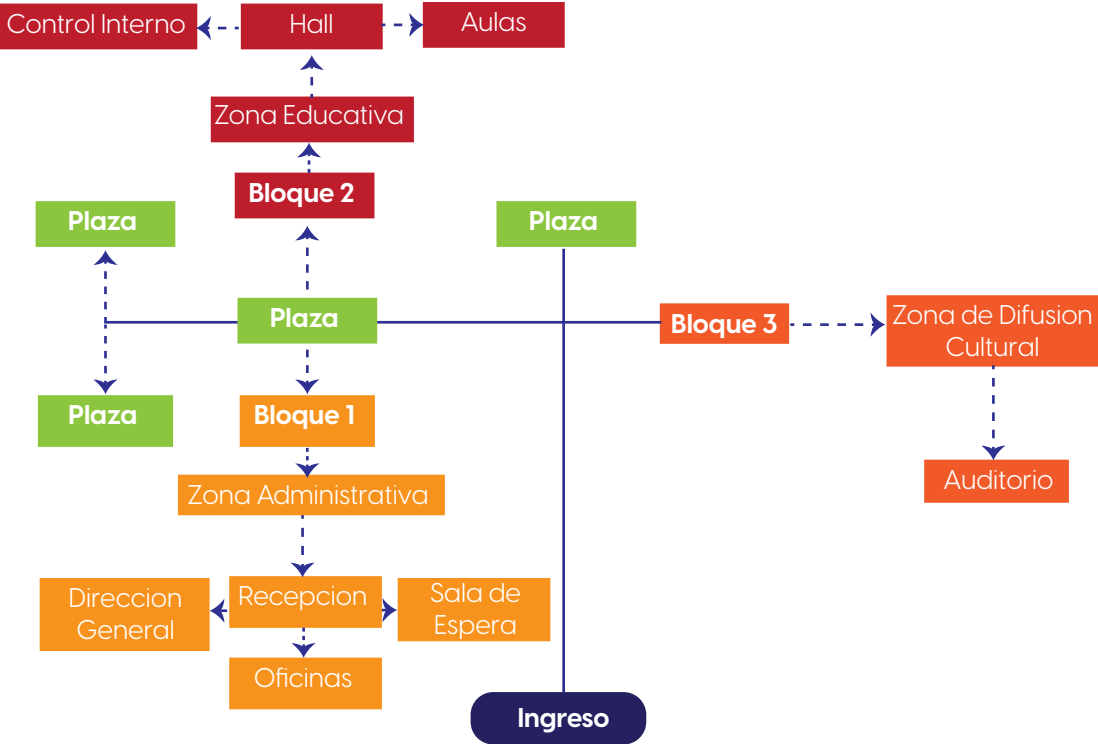 Control Interno
Hall
Aulas
Zona Educativa
Bloque 2
Plaza
Plaza
Plaza
Bloque 3
Zona de Difusion
Cultural
Plaza
Bloque 1
Zona Administrativa
Auditorio
Direccion
General
Recepcion
Sala de
Espera
Oficinas
Ingreso